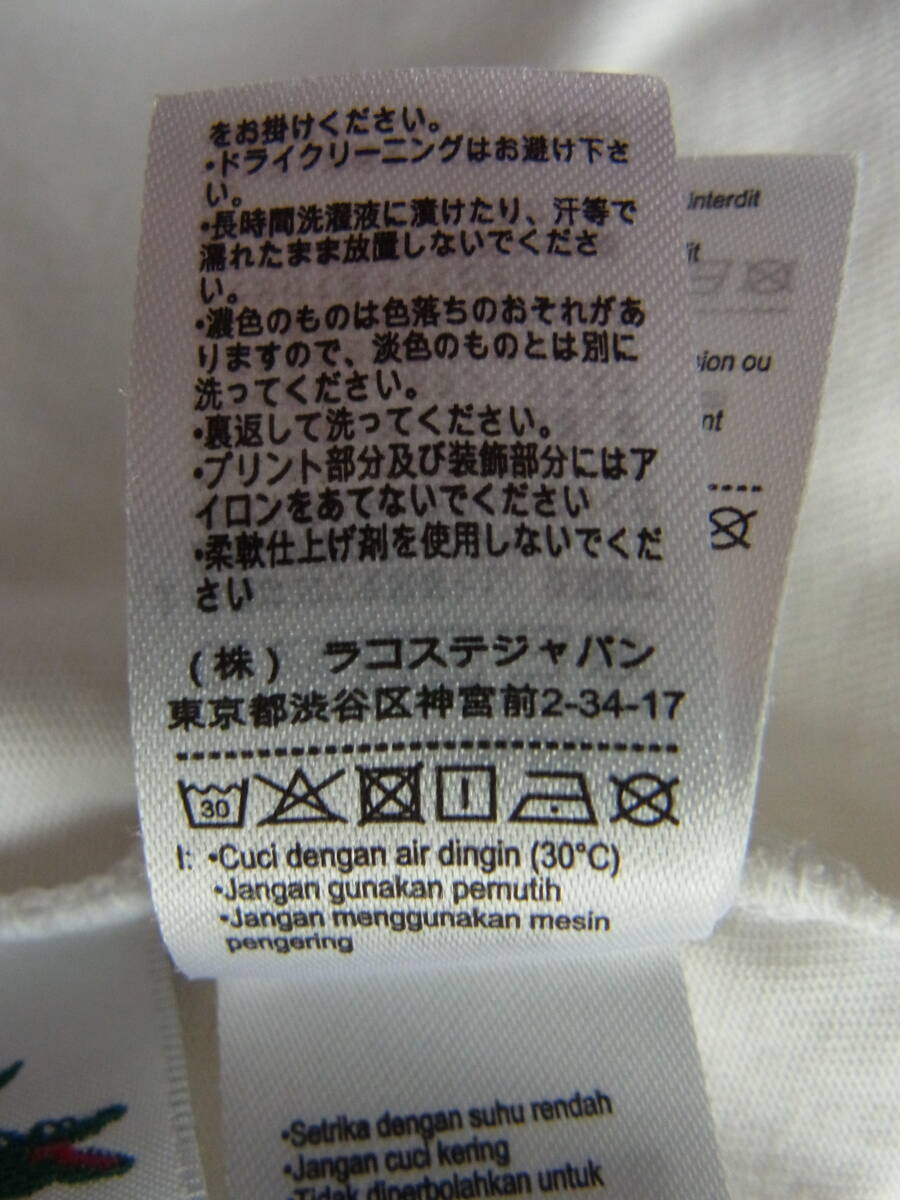 をお掛けください。
・ドライクリーニングはお避け下さ
い。
・長時間洗濯液に漬けたり、汗等で
濡れたまま放置しないでくださ
い。
・濃色のものは色落ちのおそれがあ
りますので、淡色のものとは別に
洗ってください。
・裏返して洗ってください。
・プリント部分及び装飾部分にはア
イロンをあてないでください
・柔軟仕上げ剤を使用しないでくだ
さい
(株) ラコステジャパン
東京都渋谷区神宮前2-34-17
30
I: •Cuci dengan air dingin (30°C)
•Jangan gunakan pemutih
•Jangan menggunakan mesin
pengering
Interdit
sion ou
•Setrika dengan suhu rendah
•Jangan cuci kering
•Tidak diperbolahkan untuk